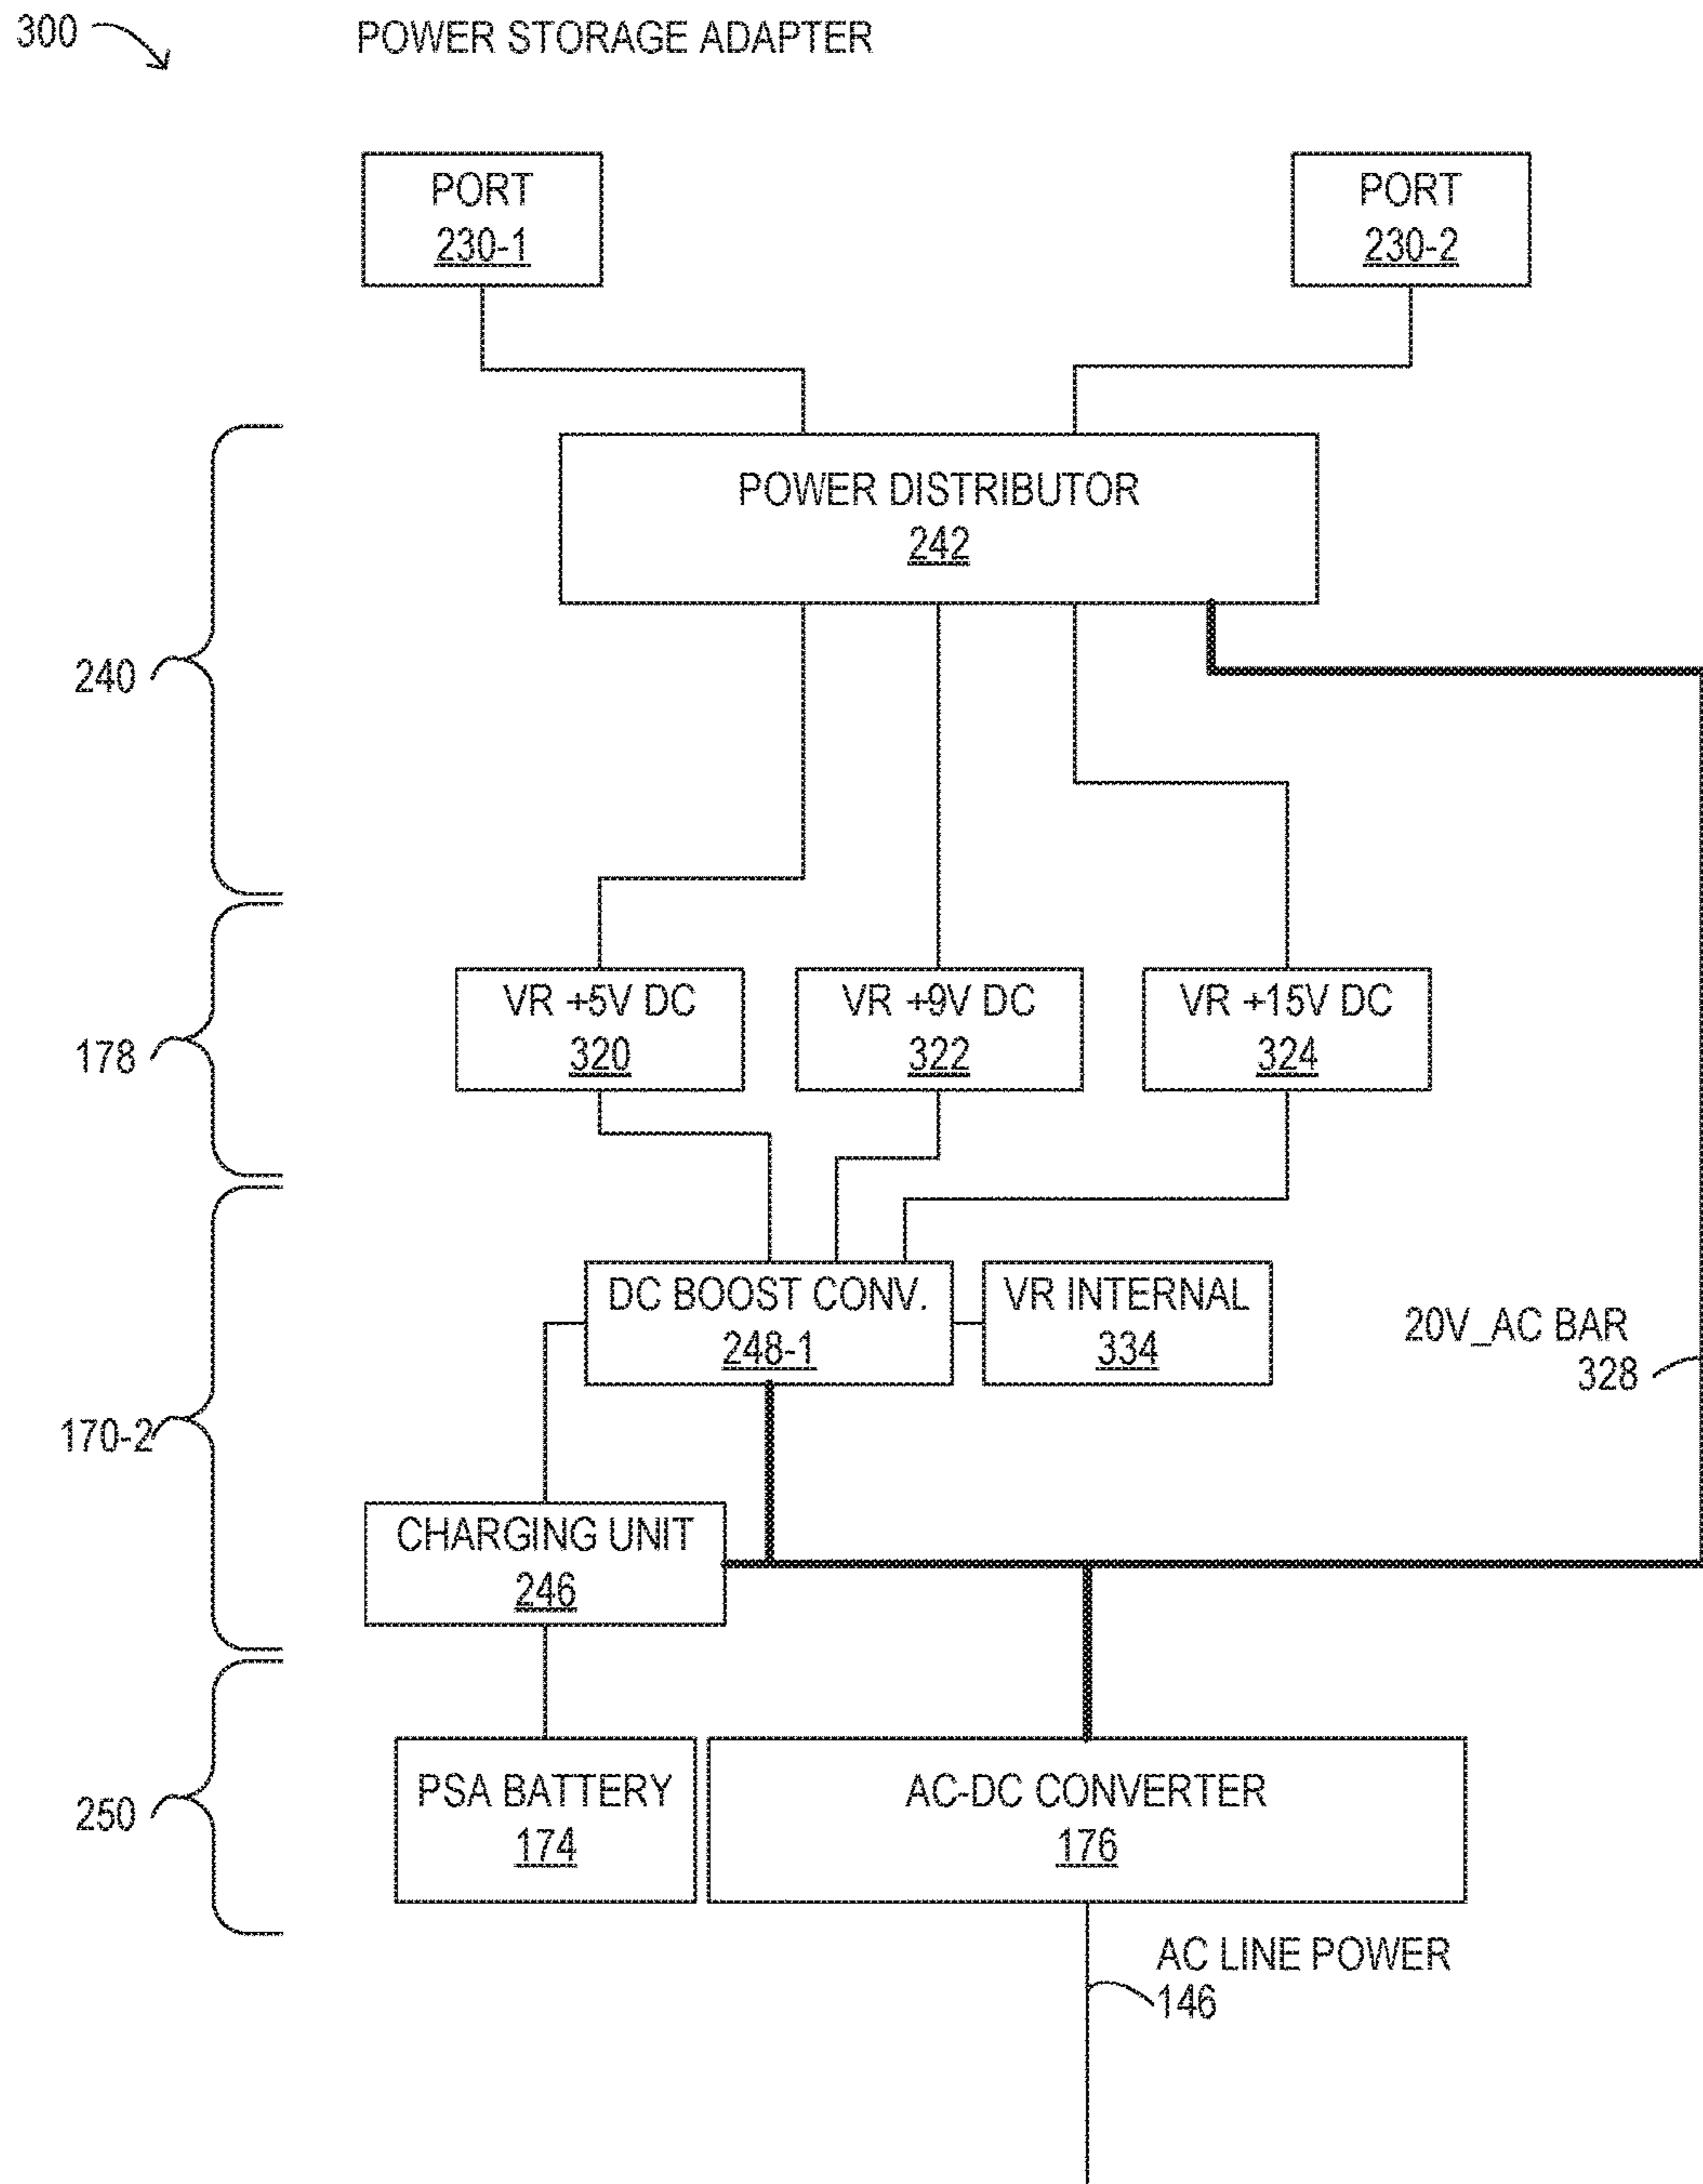 300
POWER STORAGE ADAPTER
PORT
230-1
PORT
230-2
POWER DISTRIBUTOR
242
240
VR +5V DC
320
VR +9V DC
322
VR +15V DC
324
178
DC BOOST CONV.
248-1
VR INTERNAL
334
20V_AC BAR
328
170-2
CHARGING UNIT
246
PSA BATTERY
174
AC-DC CONVERTER
176
250
AC LINE POWER
146